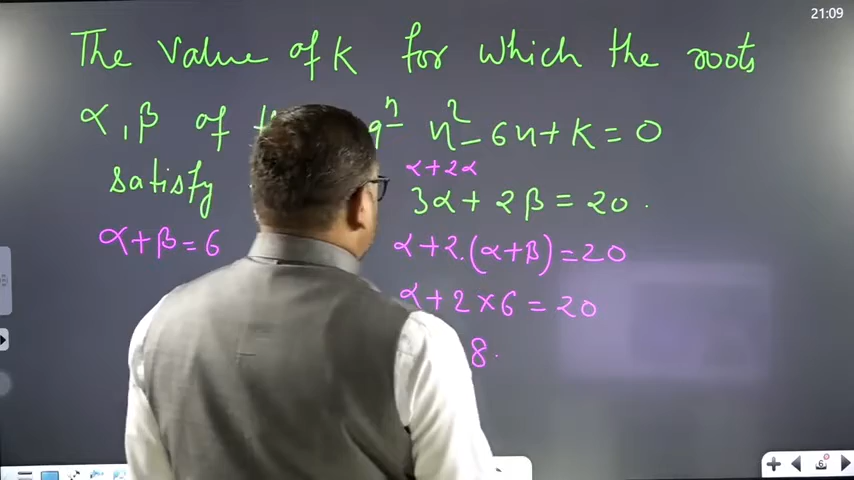 21:09
The value of K for which the roots
α, β of n² - 6n + K = 0
satisfy 3α + 2β = 20.
α + 2α
α + β = 6
α + 2.(α + β) = 20
α + 2 × 6 = 20
8.
6